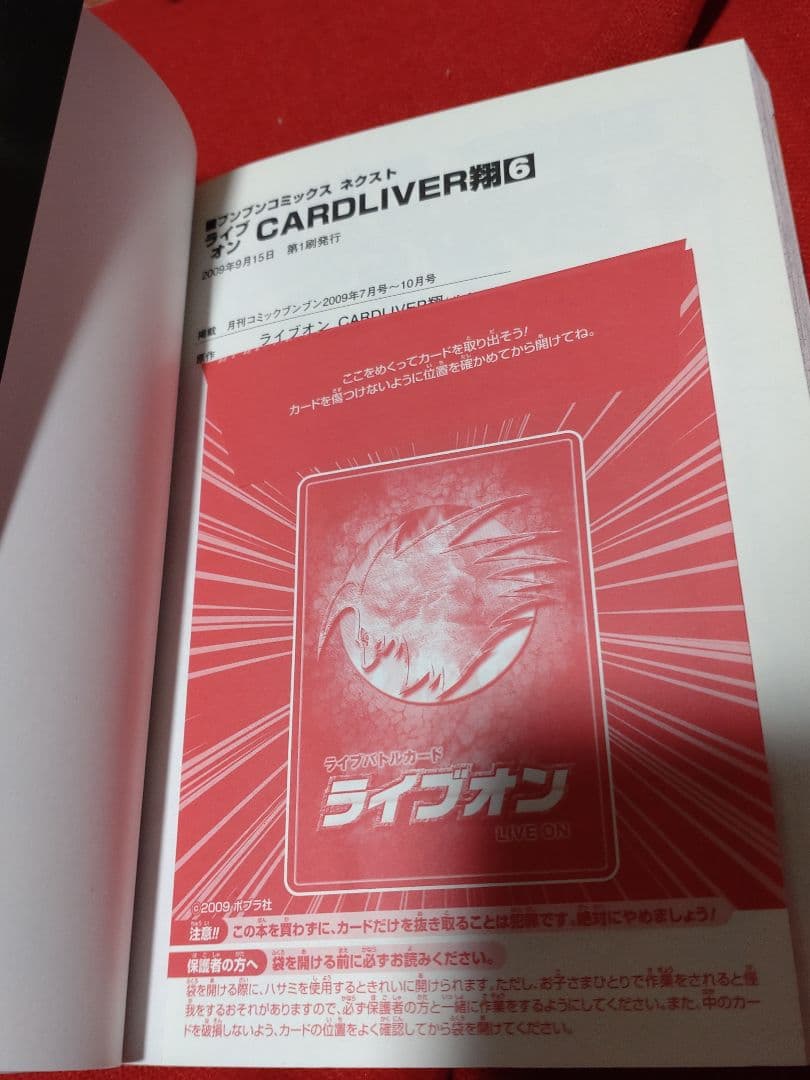 ■ブンブンコミックス ネクスト
ライブオン CARDLIVER翔6
2009年9月15日 第1刷発行
掲載 月刊コミックブンブン2009年7月号～10月号
原作 ライブオン CARDLIVER翔
ここをめくってカードを取り出そう!
カードを傷つけないように位置を確かめてから開けてね。
ライブバトルカード
ライブオン
LIVE ON
©2009 ポプラ社
注意!! この本を買わずに、カードだけを抜き取ることは犯罪です。絶対にやめましょう!
保護者の方へ 袋を開ける前に必ずお読みください。
袋を開ける際に、ハサミを使用するときれいに開けられます。ただし、お子さまひとりで作業をされると怪
我をするおそれがありますので、必ず保護者の方と一緒に作業をするようにしてください。また、中のカー
ドを破損しないよう、カードの位置をよく確認してから袋を開けてください。